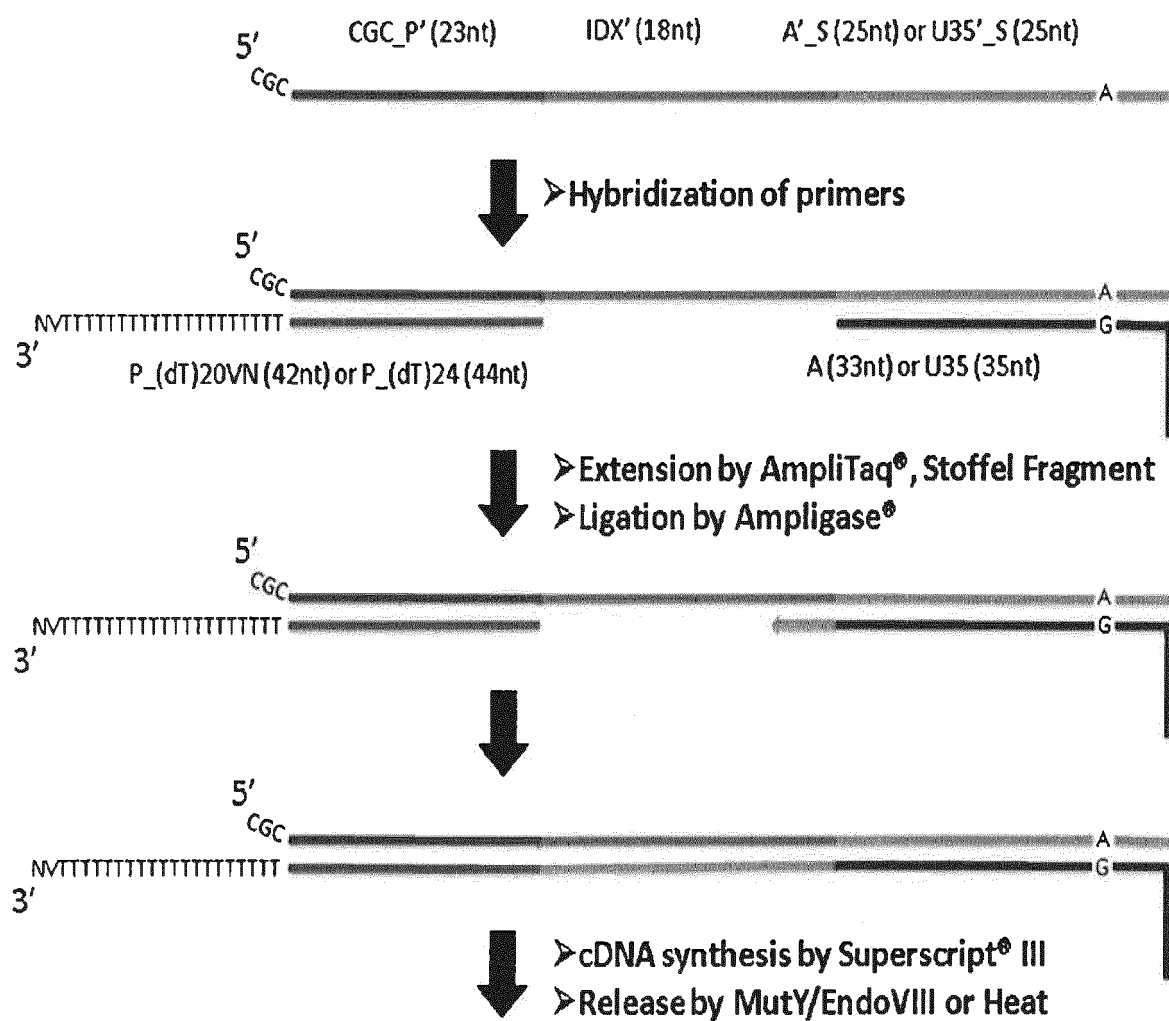 CGC_P' (23nt) IDX' (18nt) A'_S (25nt) or U35'_S (25nt)
5'
CGC
A
➢Hybridization of primers
5'
CGC
A
NVTTTTTTTTTTTTTTTTTTTT
G
3'
P_(dT)20VN (42nt) or P_(dT)24 (44nt) A (33nt) or U35 (35nt)
➢Extension by AmpliTaq®, Stoffel Fragment
➢Ligation by Ampligase®
5'
CGC
A
NVTTTTTTTTTTTTTTTTTTTT
G
3'
5'
CGC
A
NVTTTTTTTTTTTTTTTTTTTT
G
3'
➢cDNA synthesis by Superscript® III
➢Release by MutY/EndoVIII or Heat